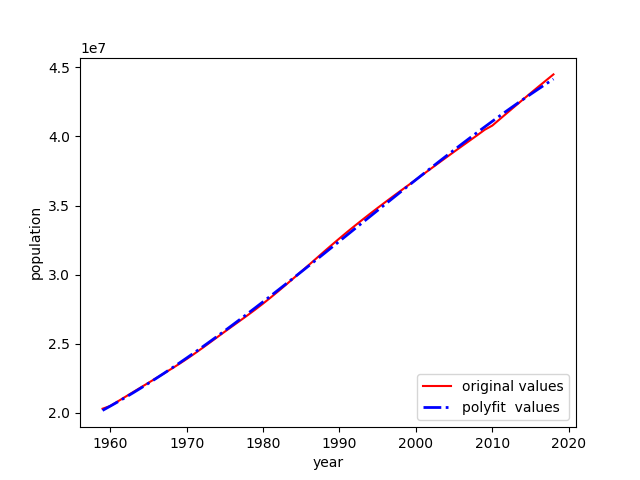 1e7
4.5
4.0
3.5
3.0
2.5
2.0
population
1960 1970 1980 1990 2000 2010 2020
year
original values
polyfit  values